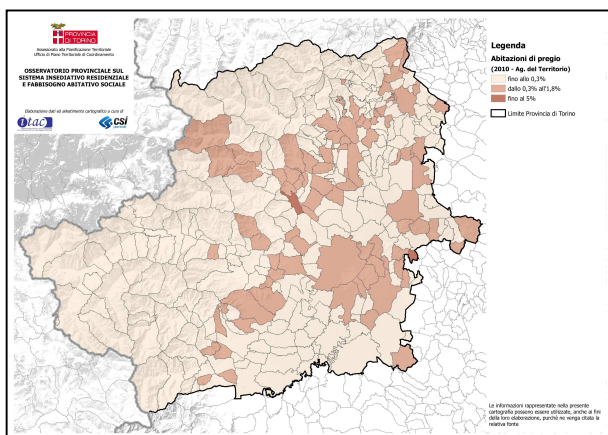 PROVINCIA
DI TORINO
Assessorato alla Pianificazione Territoriale
Ufficio di Piano Territoriale di Coordinamento
OSSERVATORIO PROVINCIALE SUL
SISTEMA INSEDIATIVO RESIDENZIALE
E FABBISOGNO ABITATIVO SOCIALE
Elaborazione dati ed allestimento cartografico a cura di
itaci
CSI
Legenda
Abitazioni di pregio
(2010 - Ag. del Territorio)
fino allo 0,3%
dallo 0,3% all'1,8%
fino al 5%
Limite Provincia di Torino
Le informazioni rappresentate nella presente
cartografia possono essere utilizzate, anche ai fini
della loro elaborazione, purchè ne venga citata la
relativa fonte